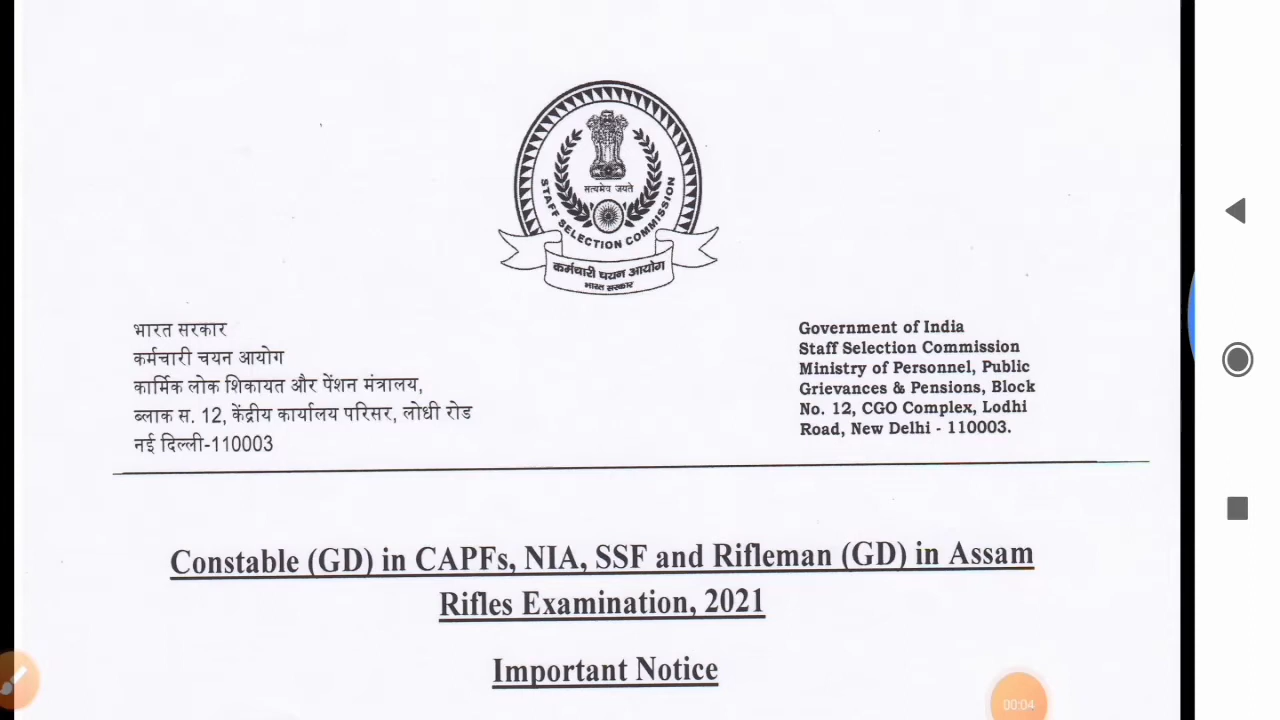 सत्यमेव जयते
STAFF SELECTION COMMISSION
कर्मचारी चयन आयोग
भारत सरकार
भारत सरकार
कर्मचारी चयन आयोग
कार्मिक लोक शिकायत और पेंशन मंत्रालय,
ब्लाक स. 12, केंद्रीय कार्यालय परिसर, लोधी रोड
नई दिल्ली-110003
Government of India
Staff Selection Commission
Ministry of Personnel, Public
Grievances & Pensions, Block
No. 12, CGO Complex, Lodhi
Road, New Delhi - 110003.
Constable (GD) in CAPFs, NIA, SSF and Rifleman (GD) in Assam
Rifles Examination, 2021
Important Notice
00:04